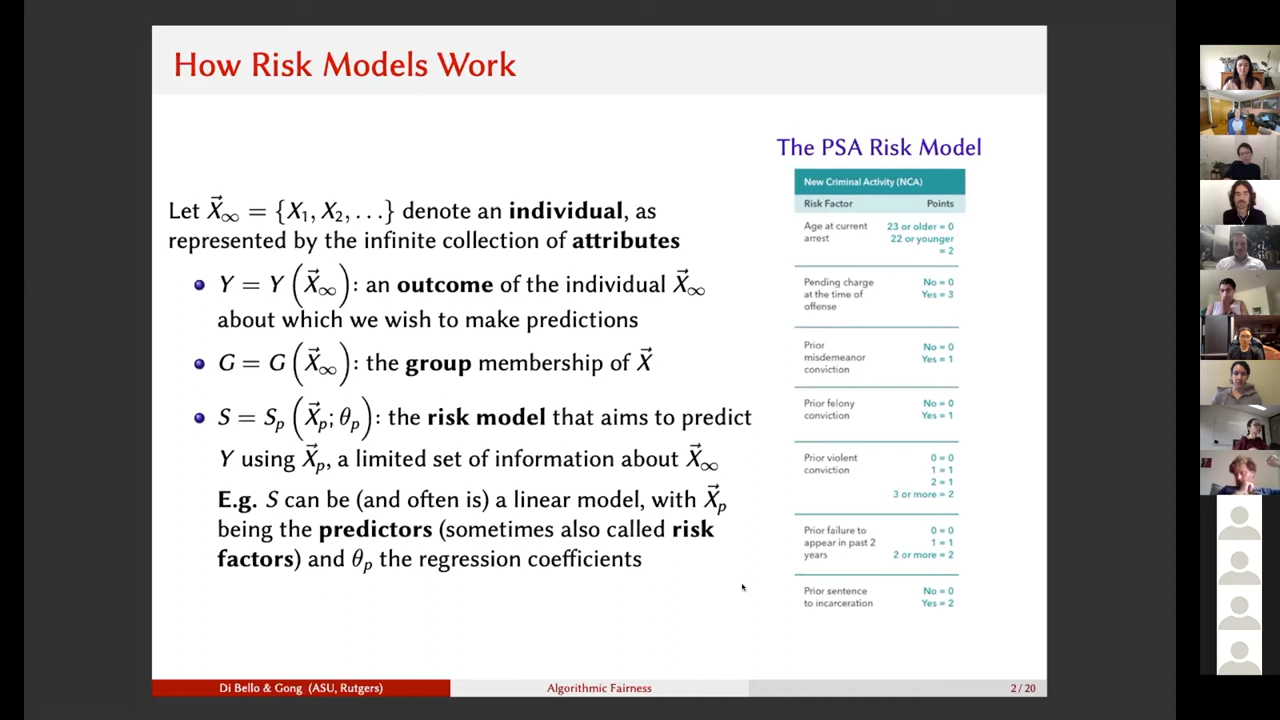 How Risk Models Work
Let X⃗∞ = {X₁, X₂, . . .} denote an individual, as
represented by the infinite collection of attributes
Y = Y(X⃗∞): an outcome of the individual X⃗∞
about which we wish to make predictions
G = G(X⃗∞): the group membership of X⃗
S = Sₚ(X⃗ₚ; θₚ): the risk model that aims to predict
Y using X⃗ₚ, a limited set of information about X⃗∞
E.g. S can be (and often is) a linear model, with X⃗ₚ
being the predictors (sometimes also called risk
factors) and θₚ the regression coefficients
The PSA Risk Model
New Criminal Activity (NCA)
Risk Factor Points
Age at current 23 or older = 0
arrest 22 or younger
= 2
Pending charge No = 0
at the time of Yes = 3
offense
Prior No = 0
misdemeanor Yes = 1
conviction
Prior felony No = 0
conviction Yes = 1
Prior violent 0 = 0
conviction 1 = 1
2 = 1
3 or more = 2
Prior failure to 0 = 0
appear in past 2 1 = 1
years 2 or more = 2
Prior sentence No = 0
to incarceration Yes = 2
Di Bello & Gong (ASU, Rutgers) Algorithmic Fairness 2 / 20